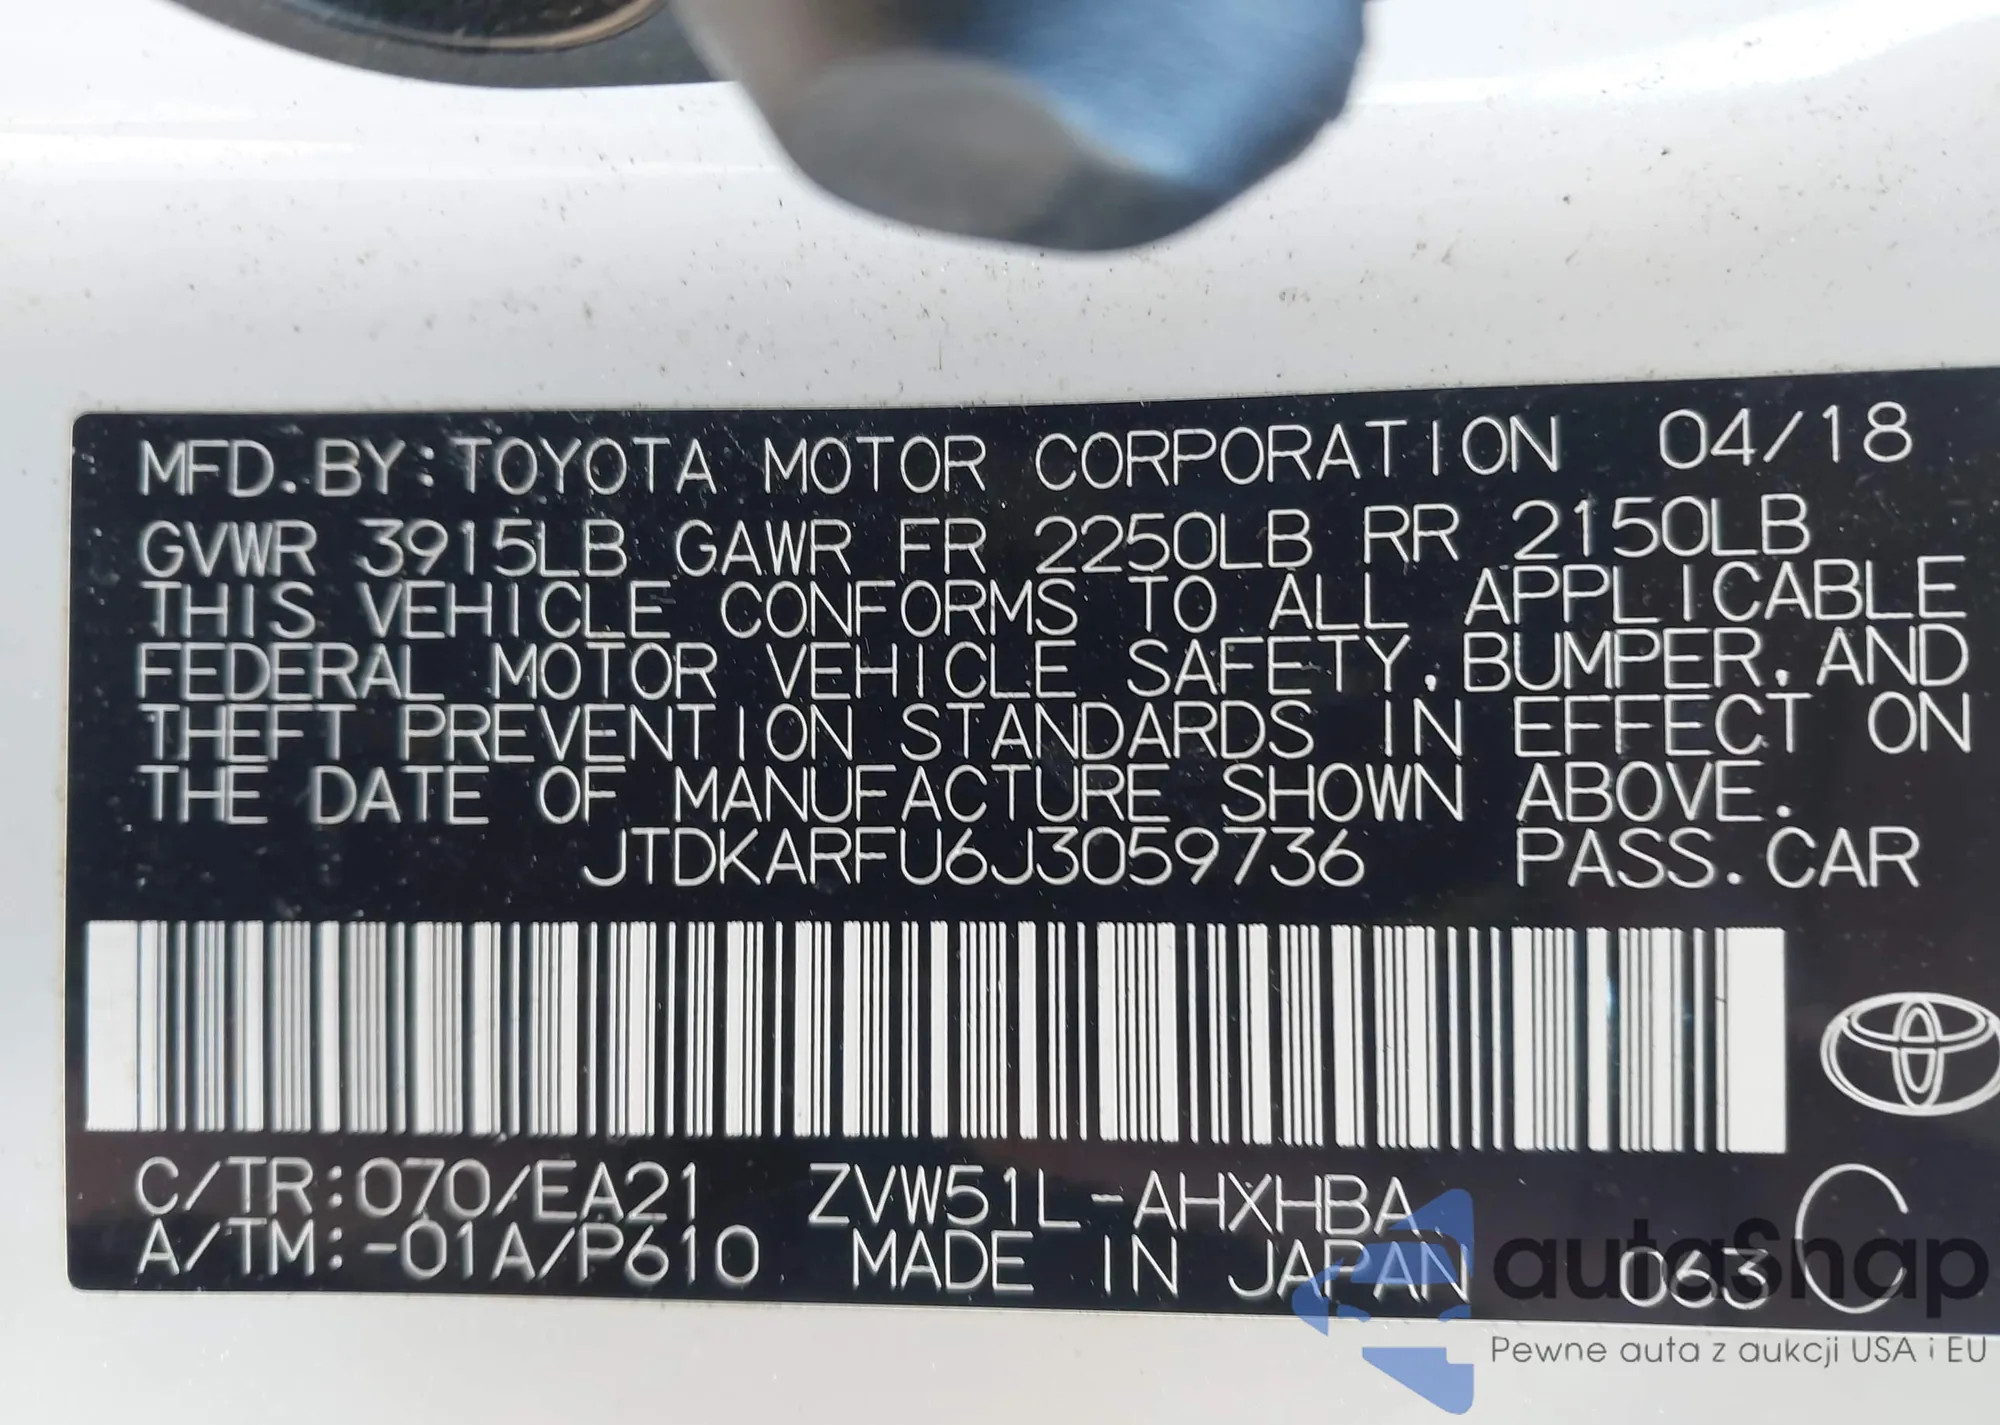 MFD. BY: TOYOTA MOTOR CORPORATION 04/18
GVWR 3915LB GAWR FR 2250LB RR 2150LB
THIS VEHICLE CONFORMS TO ALL APPLICABLE
FEDERAL MOTOR VEHICLE SAFETY, BUMPER, AND
THEFT PREVENTION STANDARDS IN EFFECT ON
THE DATE OF MANUFACTURE SHOWN ABOVE.
JTDKARFU6J3059736 PASS. CAR
C/TR:070/EA21 ZVW51L-AHXHBA C
A/TM:-01A/P610 MADE IN JAPAN 063
autosnap
Pewne auta z aukcji USA i EU